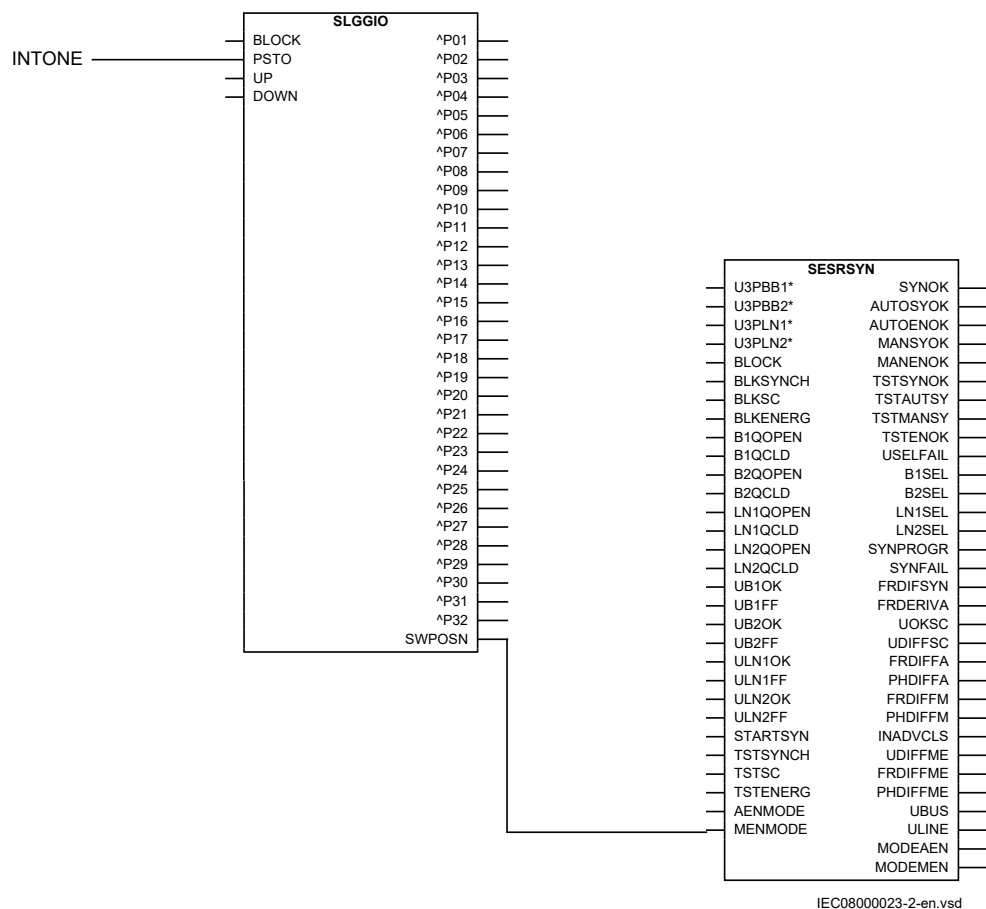 SLGGIO
BLOCK ^P01
INTONE PSTO ^P02
UP ^P03
DOWN ^P04
^P05
^P06
^P07
^P08
^P09
^P10
^P11
^P12
^P13
^P14
^P15
^P16
^P17
^P18
^P19
^P20
^P21
^P22
^P23
^P24
^P25
^P26
^P27
^P28
^P29
^P30
^P31
^P32
SWPOSN
SESRSYN
U3PBB1* SYNOK
U3PBB2* AUTOSYOK
U3PLN1* AUTOENOK
U3PLN2* MANSYOK
BLOCK MANENOK
BLKSYNCH TSTSYNOK
BLKSC TSTAUTSY
BLKENERG TSTMANSY
B1QOPEN TSTENOK
B1QCLD USELFAIL
B2QOPEN B1SEL
B2QCLD B2SEL
LN1QOPEN LN1SEL
LN1QCLD LN2SEL
LN2QOPEN SYNPROGR
LN2QCLD SYNFAIL
UB1OK FRDIFSYN
UB1FF FRDERIVA
UB2OK UOKSC
UB2FF UDIFFSC
ULN1OK FRDIFFA
ULN1FF PHDIFFA
ULN2OK FRDIFFM
ULN2FF PHDIFFM
STARTSYN INADVCLS
TSTSYNCH UDIFFME
TSTSC FRDIFFME
TSTENERG PHDIFFME
AENMODE UBUS
MENMODE ULINE
MODEAEN
MODEMEN
IEC08000023-2-en.vsd